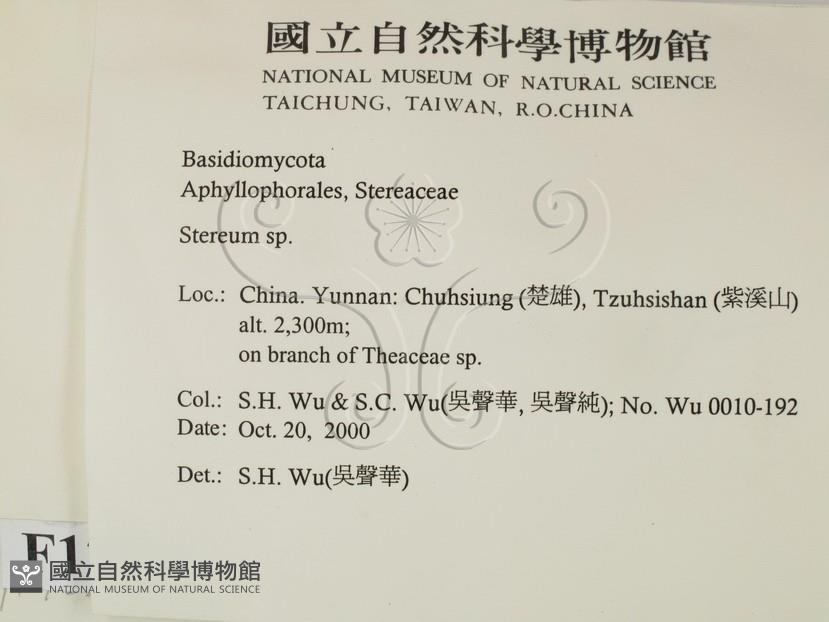 國立自然科學博物館
NATIONAL MUSEUM OF NATURAL SCIENCE
TAICHUNG, TAIWAN, R.O.CHINA
Basidiomycota
Aphyllophorales, Stereaceae
Stereum sp.
Loc.: China. Yunnan: Chuhsiung (楚雄), Tzuhsishan (紫溪山)
alt. 2,300m;
on branch of Theaceae sp.
Col.: S.H. Wu & S.C. Wu(吳聲華, 吳聲純); No. Wu 0010-192
Date: Oct. 20, 2000
Det.: S.H. Wu(吳聲華)
國立自然科學博物館
NATIONAL MUSEUM OF NATURAL SCIENCE